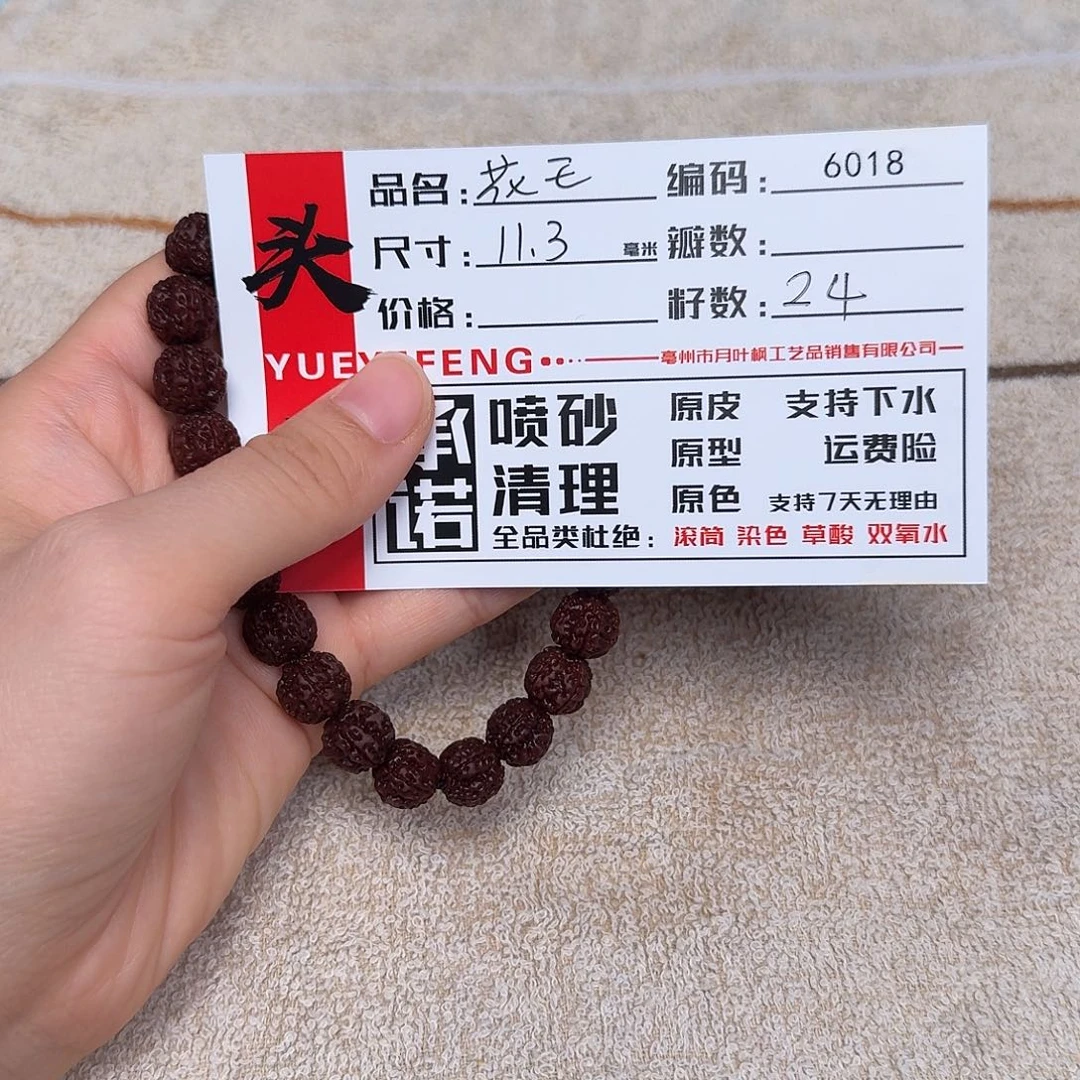 头
品名：苁毛 编码：6018
尺寸：11.3毫米 瓣数：
价格： 籽数：24
亳州市月叶枫工艺品销售有限公司
喷砂 原皮 支持下水
清理 原型 运费险
原色 支持7天无理由
全品类杜绝：滚筒 染色 草酸 双氧水